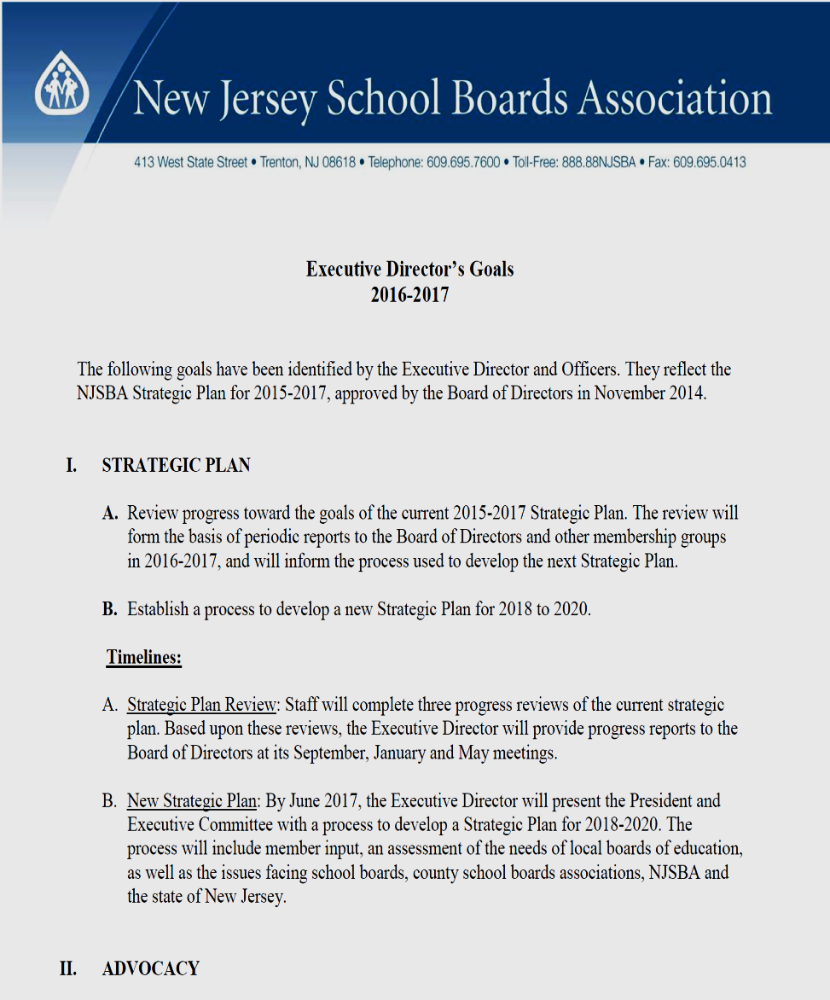 New Jersey School Boards Association
413 West State Street • Trenton, NJ 08618 • Telephone: 609.695.7600 • Toll-Free: 888.88NJSBA • Fax: 609.695.0413
Executive Director’s Goals
2016-2017
The following goals have been identified by the Executive Director and Officers. They reflect the
NJSBA Strategic Plan for 2015-2017, approved by the Board of Directors in November 2014.
I. STRATEGIC PLAN
A. Review progress toward the goals of the current 2015-2017 Strategic Plan. The review will
form the basis of periodic reports to the Board of Directors and other membership groups
in 2016-2017, and will inform the process used to develop the next Strategic Plan.
B. Establish a process to develop a new Strategic Plan for 2018 to 2020.
Timelines:
A. Strategic Plan Review: Staff will complete three progress reviews of the current strategic
plan. Based upon these reviews, the Executive Director will provide progress reports to the
Board of Directors at its September, January and May meetings.
B. New Strategic Plan: By June 2017, the Executive Director will present the President and
Executive Committee with a process to develop a Strategic Plan for 2018-2020. The
process will include member input, an assessment of the needs of local boards of education,
as well as the issues facing school boards, county school boards associations, NJSBA and
the state of New Jersey.
II. ADVOCACY